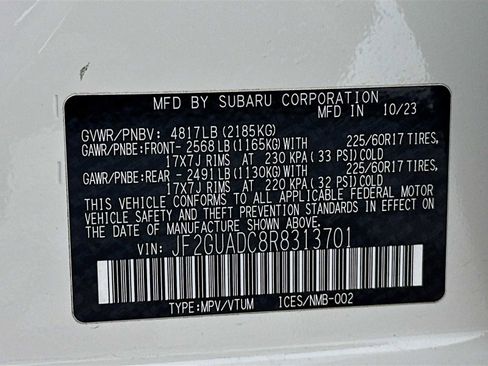 MFD BY SUBARU CORPORATION
MFD IN 10/23
GVWR/PNBV: 4817LB (2185KG)
GAWR/PNBE:FRONT- 2568 LB (1165KG) WITH 225/60R17 TIRES,
17X7J RIMS AT 230 KPA (33 PSI) COLD
GAWR/PNBE:REAR - 2491 LB (1130KG) WITH 225/60R17 TIRES,
17X7J RIMS AT 220 KPA (32 PSI) COLD
THIS VEHICLE CONFORMS TO ALL APPLICABLE FEDERAL MOTOR
VEHICLE SAFETY AND THEFT PREVENTION STANDARDS IN EFFECT ON
THE DATE OF MANUFACTURE SHOWN ABOVE.
VIN: JF2GUADC8R8313701
TYPE:MPV/VTUM ICES/NMB-002